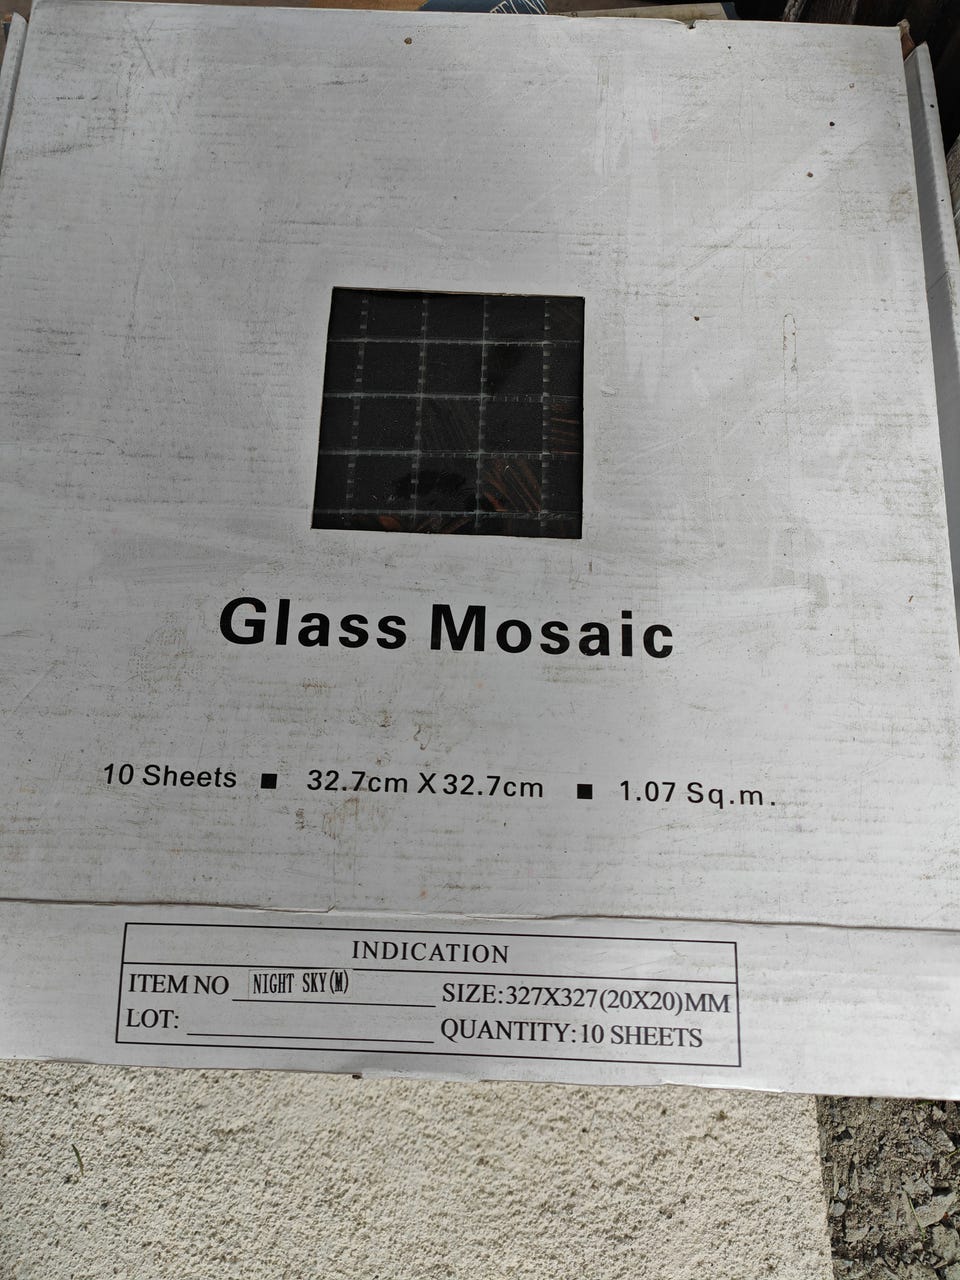 Glass Mosaic
10 Sheets ■ 32.7cm X 32.7cm ■ 1.07 Sq.m.
INDICATION
ITEM NO NIGHT SKY(M)
SIZE:327X327(20X20)MM
LOT:
QUANTITY:10 SHEETS